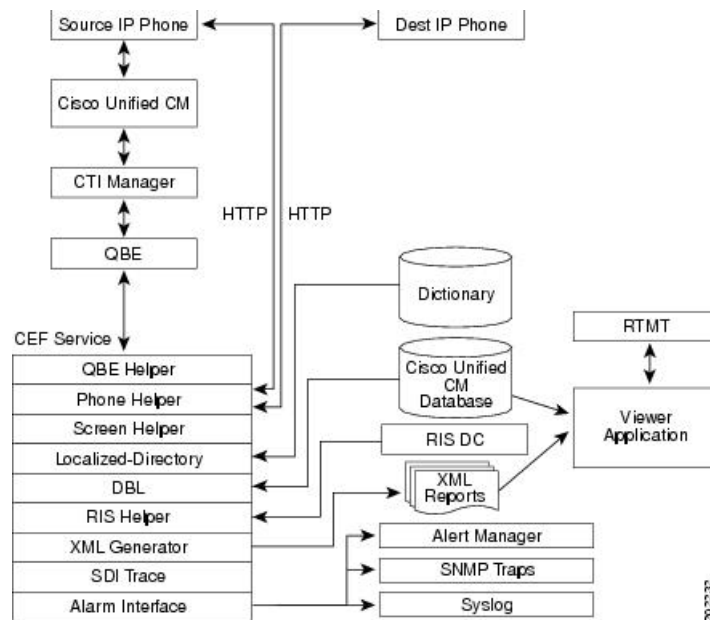 Source IP Phone
Dest IP Phone
Cisco Unified CM
CTI Manager
HTTP
HTTP
QBE
Dictionary
RTMT
CEF Service
QBE Helper
Phone Helper
Screen Helper
Localized-Directory
DBL
RIS Helper
XML Generator
SDI Trace
Alarm Interface
Cisco Unified
CM
Database
Viewer
Application
RIS DC
XML
Reports
Alert Manager
SNMP Traps
Syslog